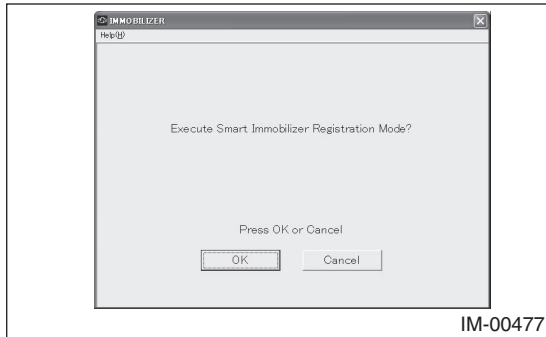 IMMOBILIZER
Help(H)
Execute Smart Immobilizer Registration Mode?
Press OK or Cancel
OK
Cancel
IM-00477